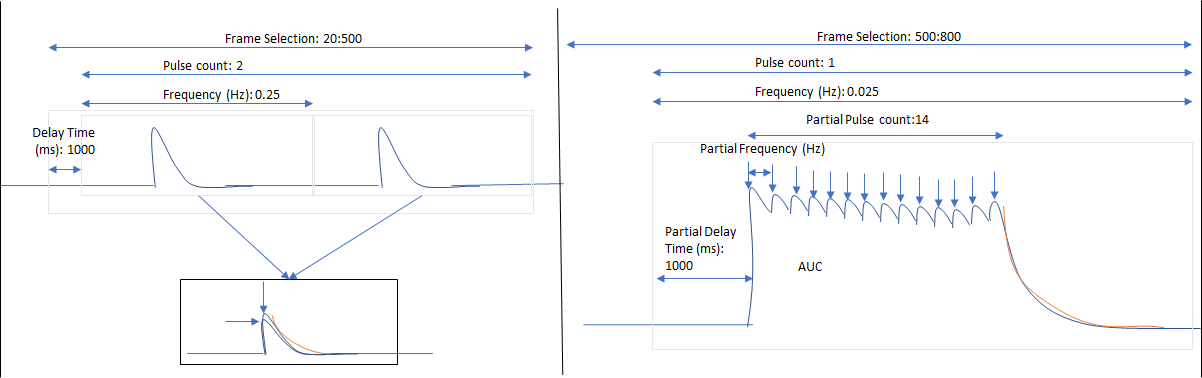 Frame Selection: 20:500
Pulse count: 2
Frequency (Hz): 0.25
Delay Time
(ms): 1000
Frame Selection: 500:800
Pulse count: 1
Frequency (Hz): 0.025
Partial Pulse count:14
Partial Frequency (Hz)
Partial Delay
Time (ms):
1000
AUC